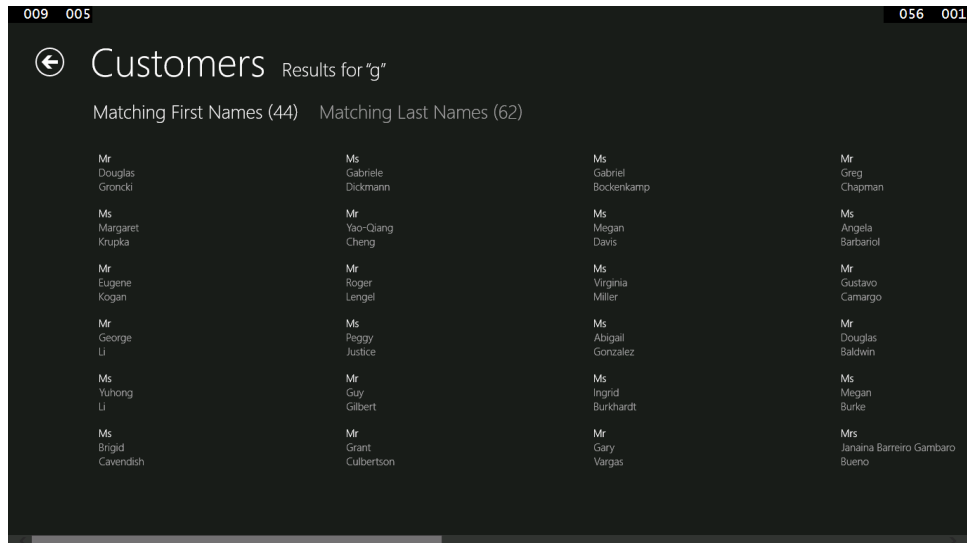 009 005
056 001
Customers Results for "g"
Matching First Names (44) Matching Last Names (62)
Mr
Douglas
Groncki
Ms
Margaret
Krupka
Mr
Eugene
Kogan
Mr
George
Li
Ms
Yuhong
Li
Ms
Brigid
Cavendish
Ms
Gabriele
Dickmann
Mr
Yao-Qiang
Cheng
Mr
Roger
Lengel
Ms
Peggy
Justice
Mr
Guy
Gilbert
Mr
Grant
Culbertson
Ms
Gabriel
Bockenkamp
Ms
Megan
Davis
Ms
Virginia
Miller
Ms
Abigail
Gonzalez
Ms
Ingrid
Burkhardt
Mr
Gary
Vargas
Mr
Greg
Chapman
Ms
Angela
Barbariol
Mr
Gustavo
Camargo
Mr
Douglas
Baldwin
Ms
Megan
Burke
Mrs
Janaina Barreiro Gambaro
Bueno